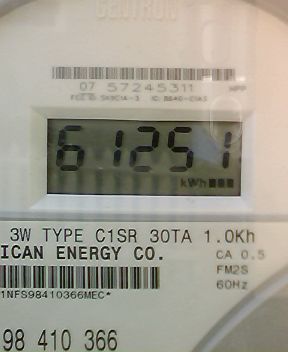 CENTRON
07 57245311
61251
kWh
3W TYPE C1SR 30TA 1.0Kh
ICAN ENERGY CO.
CA 0.5
FM2S
60Hz
1NFS98410366MEC*
98 410 366